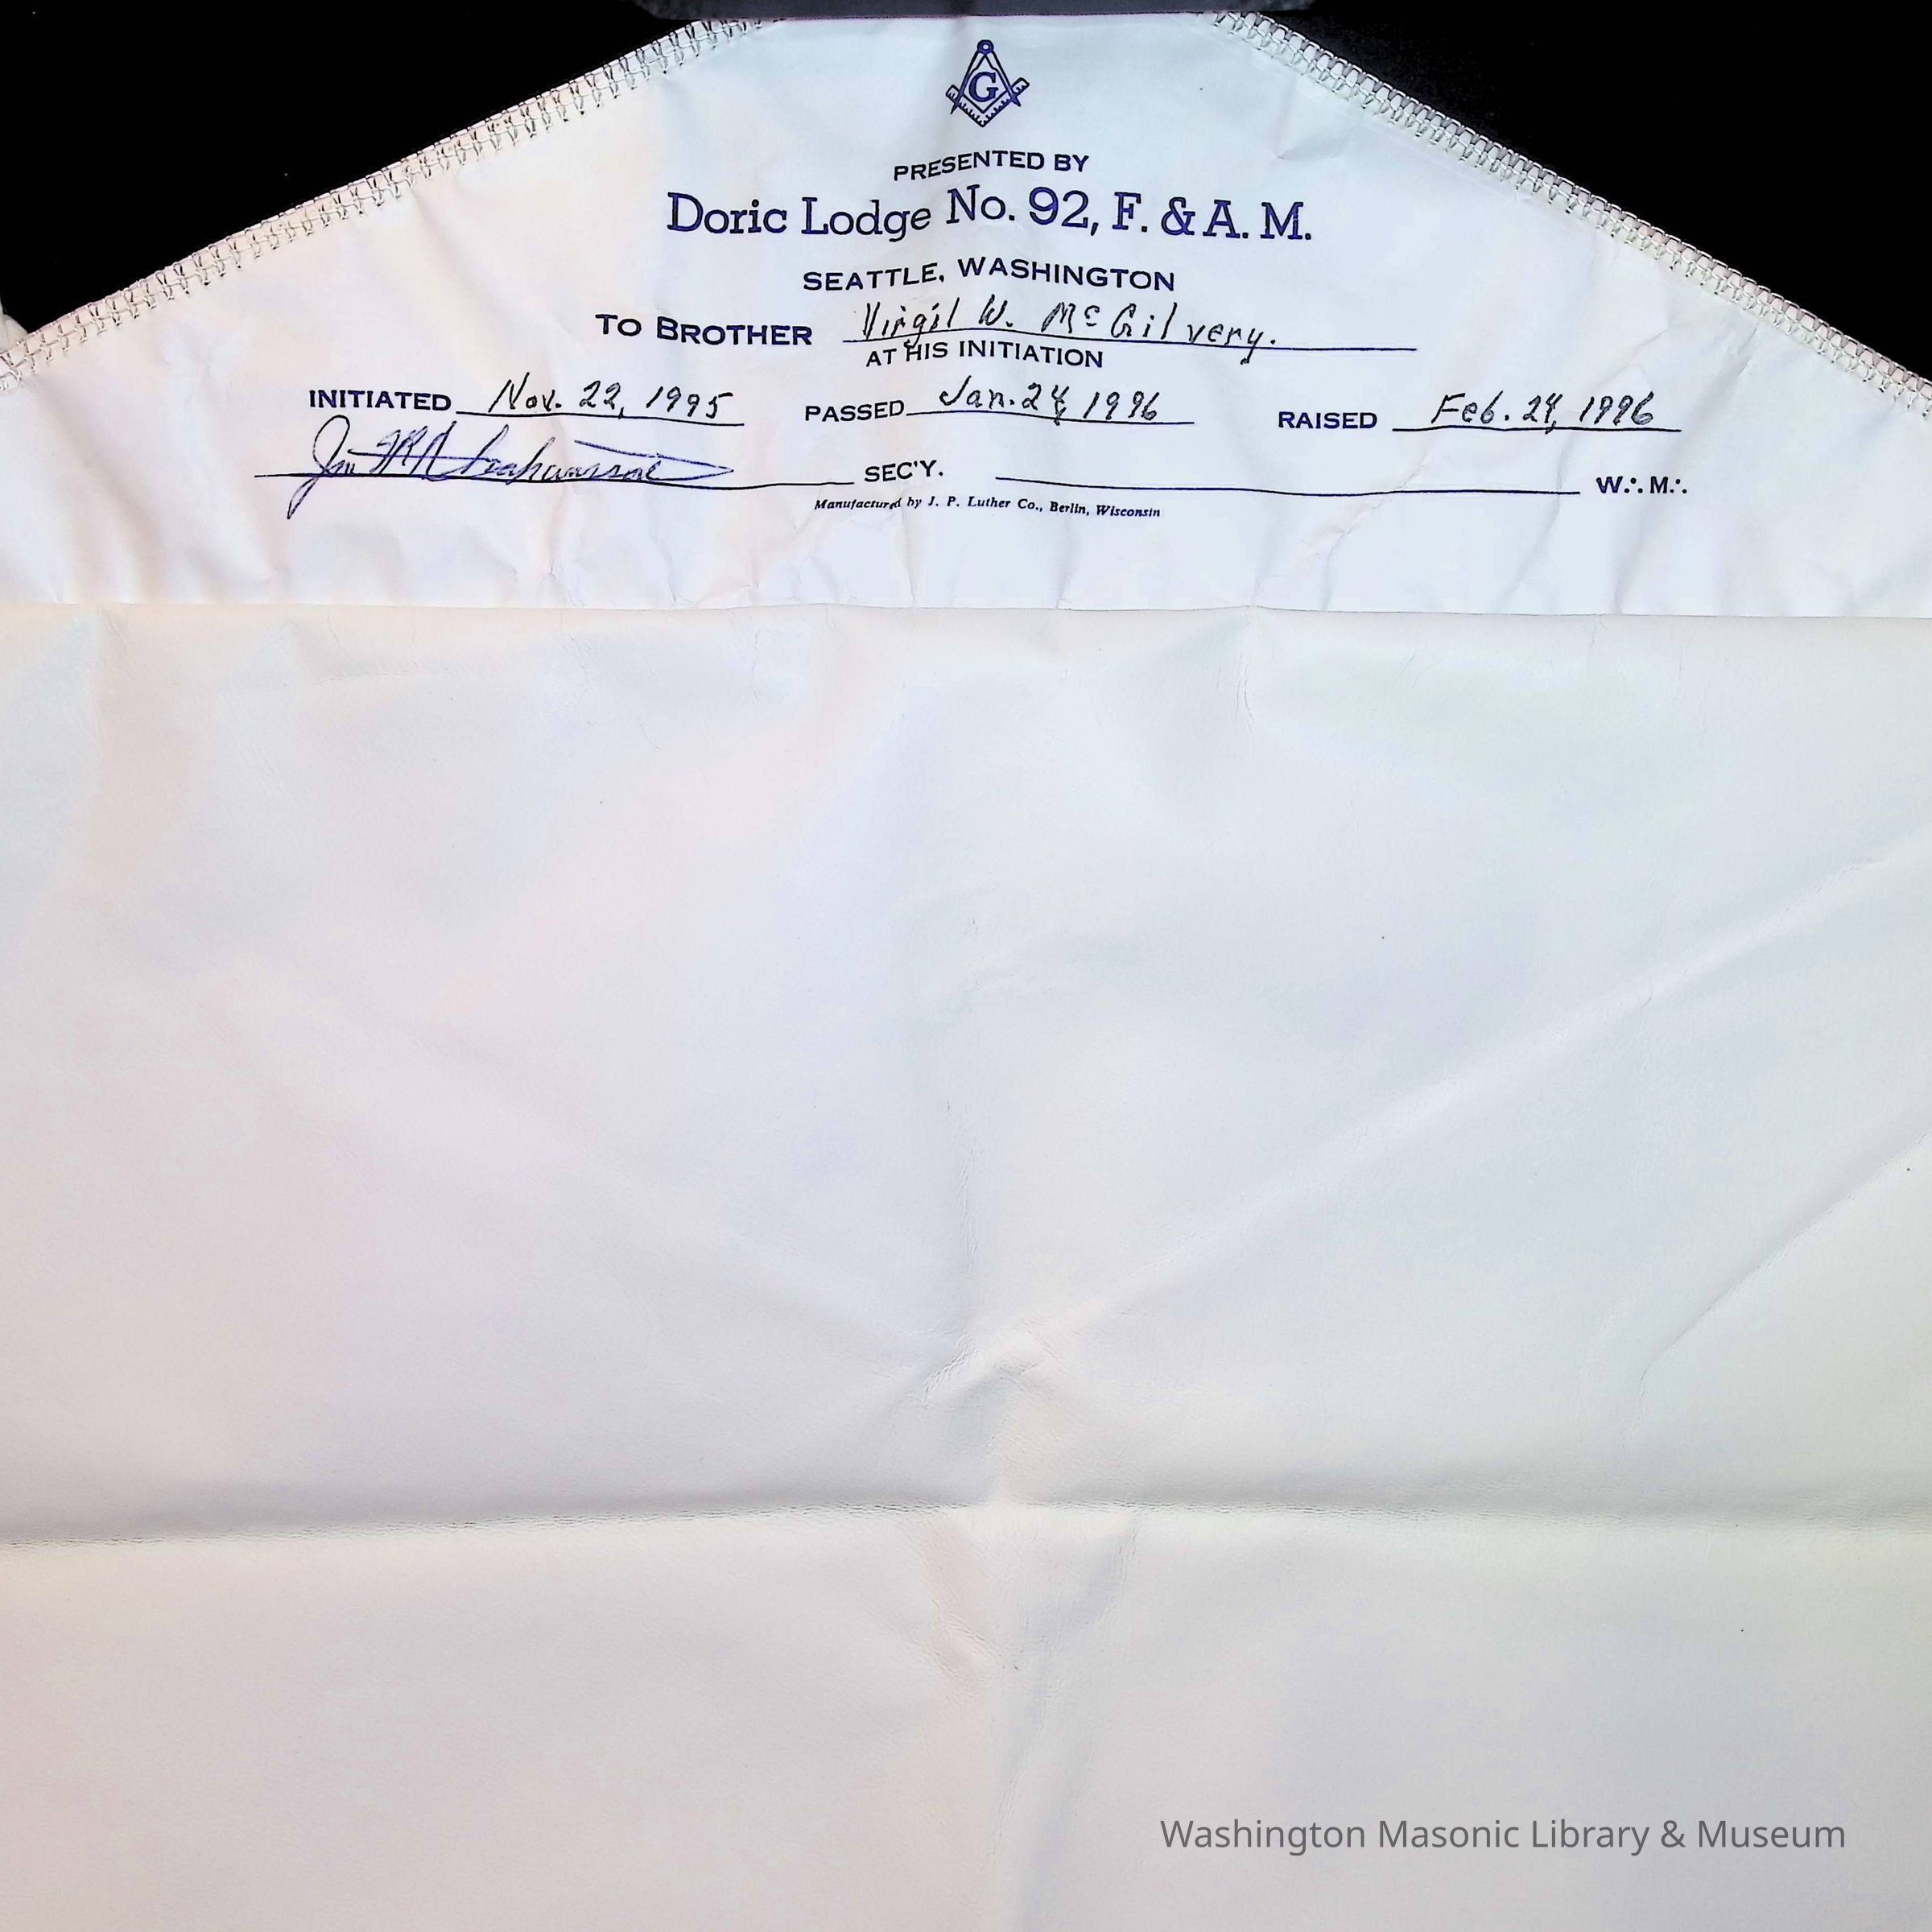 G
PRESENTED BY
Doric Lodge No. 92, F. & A. M.
SEATTLE, WASHINGTON
TO BROTHER Virgil W. McGilvery.
AT HIS INITIATION
INITIATED Nov. 22, 1995 PASSED Jan. 24, 1996 RAISED Feb. 24, 1996
SEC'Y. W.∴ M.∴
Manufactured by J. P. Luther Co., Berlin, Wisconsin
Washington Masonic Library & Museum